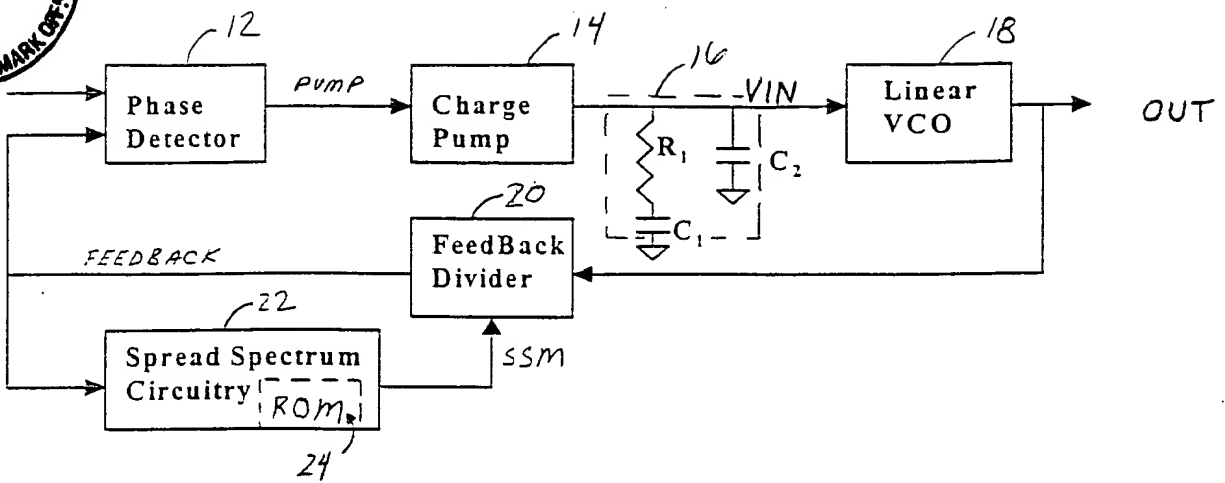 12
14
16
18
Phase
Detector
PUMP
Charge
Pump
VIN
Linear
VCO
OUT
R₁
C₂
C₁
20
FeedBack
Divider
FEEDBACK
22
Spread Spectrum
Circuitry
ROM
SSM
24